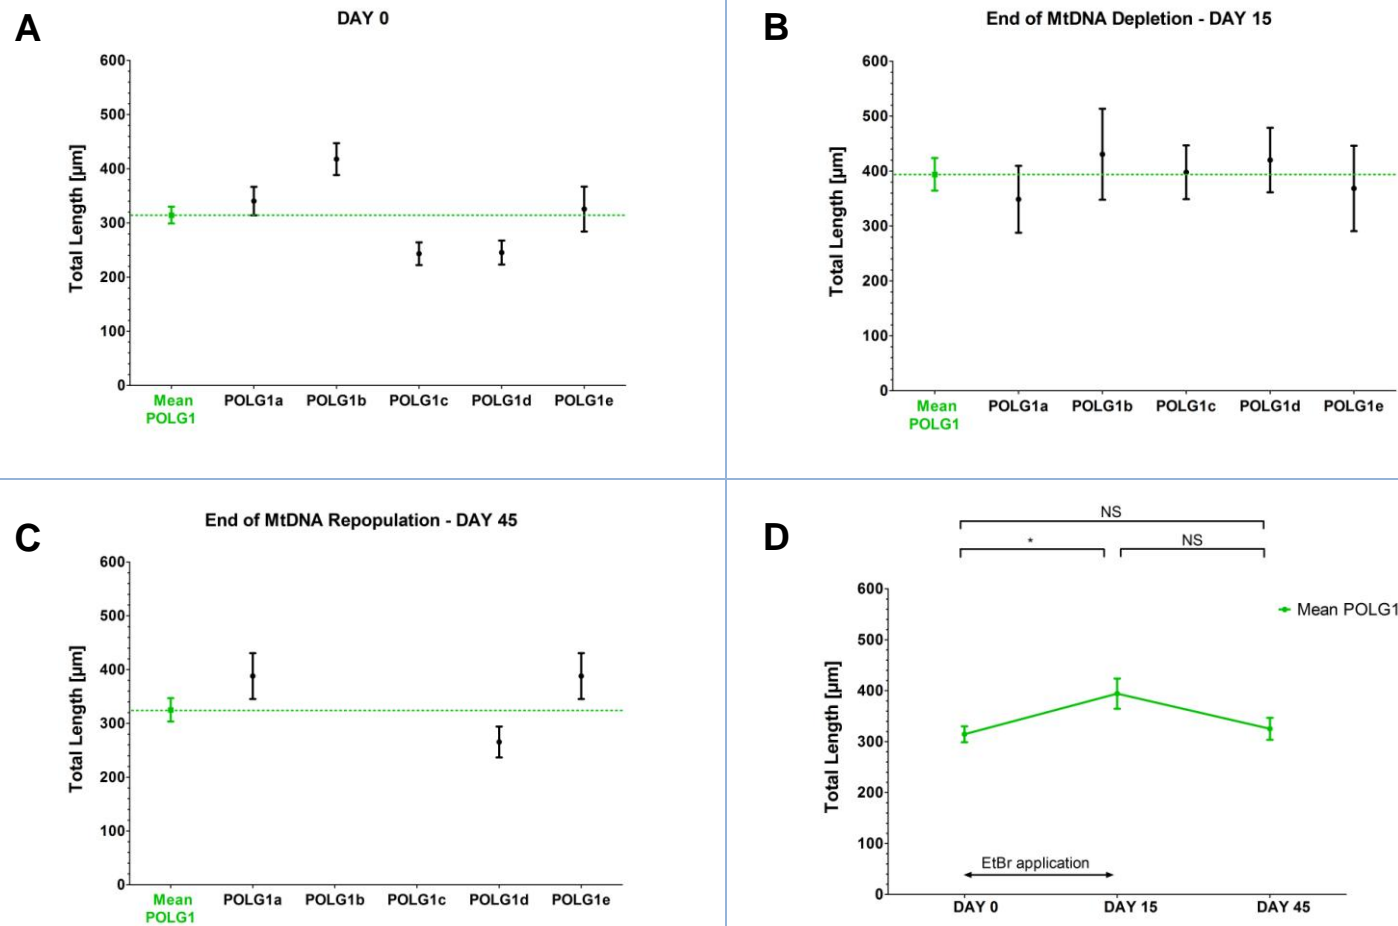 A
DAY 0
600
500
400
300
200
100
0
Total Length [µm]
Mean
POLG1
POLG1a
POLG1b
POLG1c
POLG1d
POLG1e
B
End of MtDNA Depletion - DAY 15
600
500
400
300
200
100
0
Total Length [µm]
Mean
POLG1
POLG1a
POLG1b
POLG1c
POLG1d
POLG1e
C
End of MtDNA Repopulation - DAY 45
600
500
400
300
200
100
0
Total Length [µm]
Mean
POLG1
POLG1a
POLG1b
POLG1c
POLG1d
POLG1e
D
NS
*
NS
600
500
400
300
200
100
0
Total Length [µm]
Mean POLG1
EtBr application
DAY 0
DAY 15
DAY 45